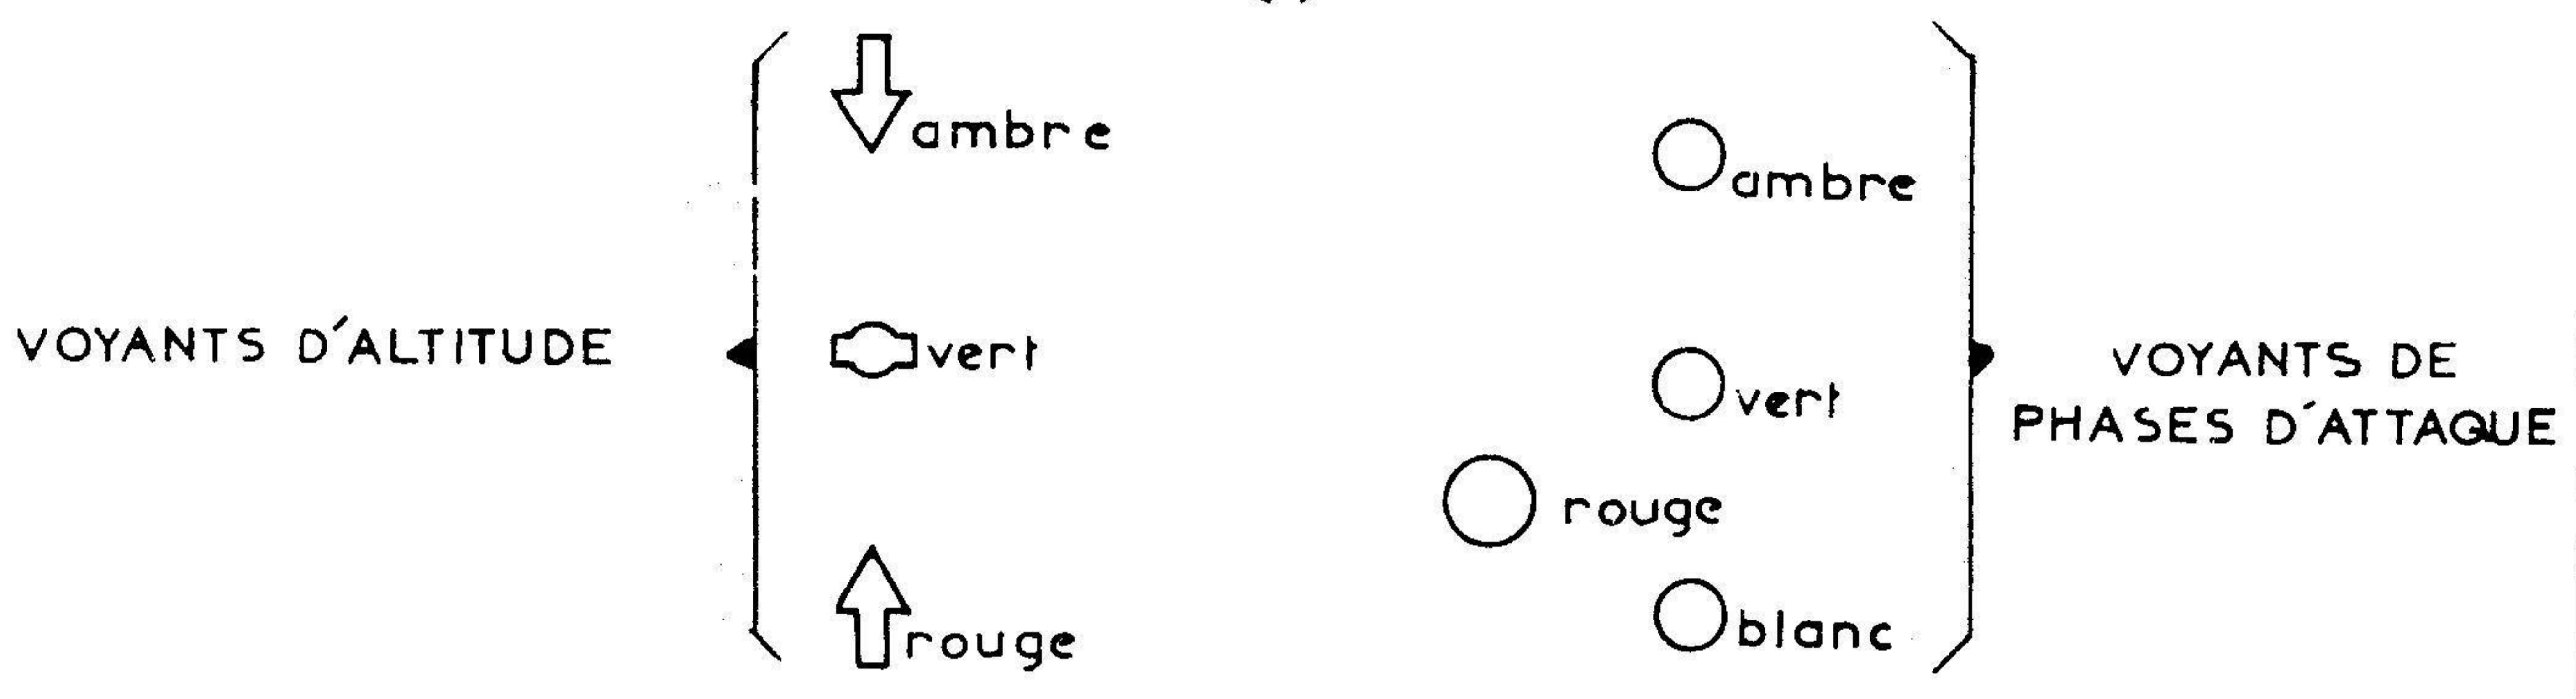 VOYANTS D'ALTITUDE
ambre
vert
rouge
ambre
vert
rouge
blanc
VOYANTS DE
PHASES D'ATTAQUE